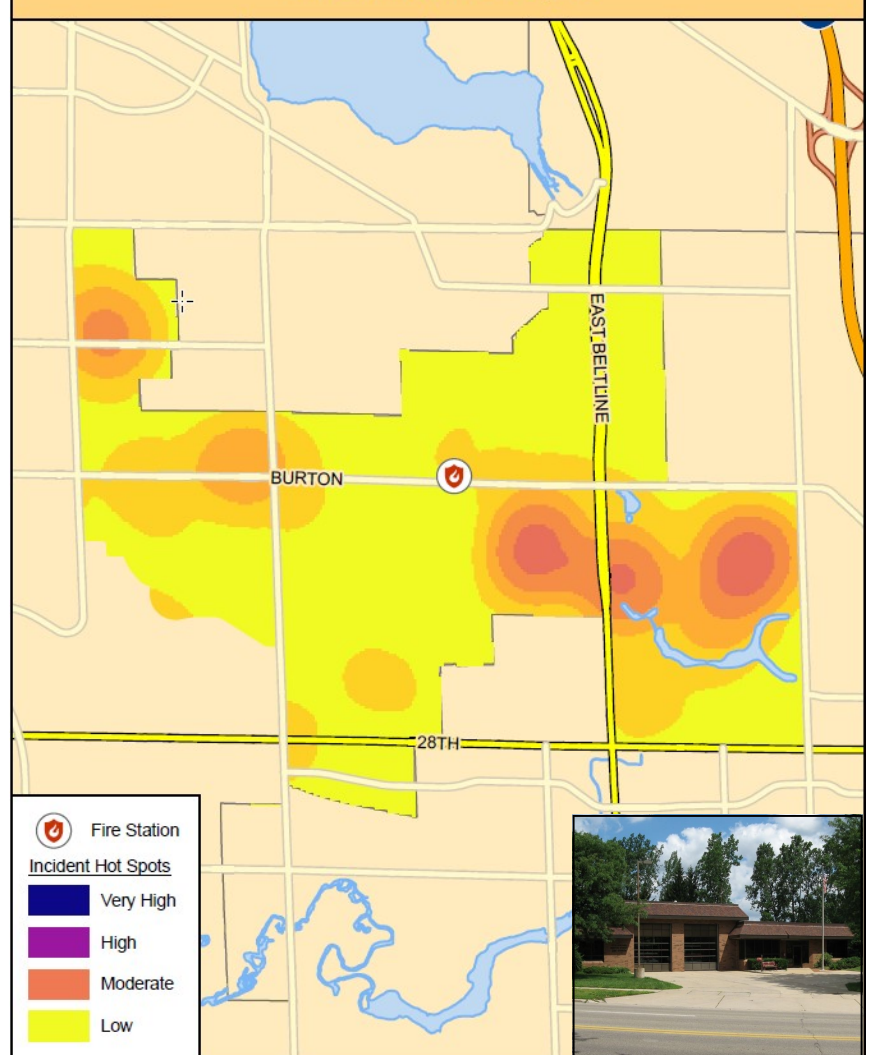 EAST BELTLINE
BURTON
28TH
Fire Station
Incident Hot Spots
Very High
High
Moderate
Low